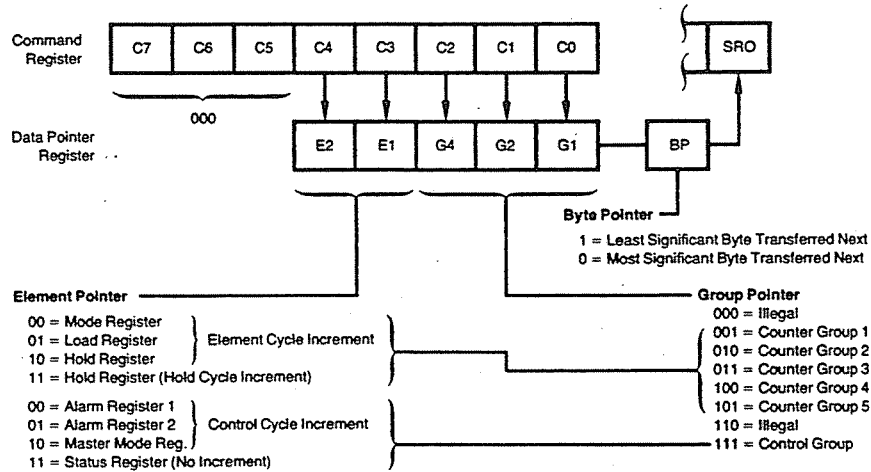 Command Register
C7 C6 C5 C4 C3 C2 C1 C0
SRO
000
Data Pointer Register
E2 E1 G4 G2 G1
BP
Byte Pointer
1 = Least Significant Byte Transferred Next
0 = Most Significant Byte Transferred Next
Element Pointer
00 = Mode Register
01 = Load Register
10 = Hold Register
Element Cycle Increment
11 = Hold Register (Hold Cycle Increment)
00 = Alarm Register 1
01 = Alarm Register 2
10 = Master Mode Reg.
Control Cycle Increment
11 = Status Register (No Increment)
Group Pointer
000 = Illegal
001 = Counter Group 1
010 = Counter Group 2
011 = Counter Group 3
100 = Counter Group 4
101 = Counter Group 5
110 = Illegal
111 = Control Group